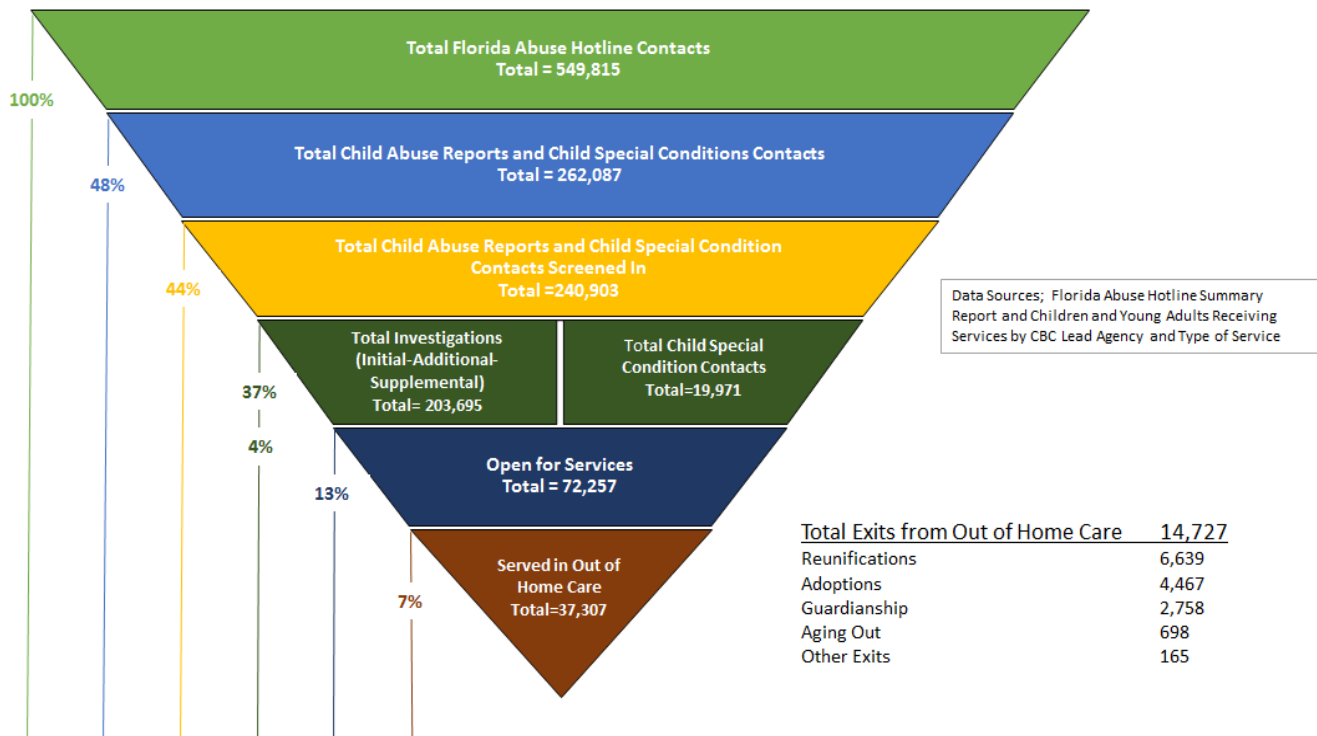 Total Florida Abuse Hotline Contacts
Total = 549,815
100%
Total Child Abuse Reports and Child Special Conditions Contacts
Total = 262,087
48%
Total Child Abuse Reports and Child Special Condition
Contacts Screened In
Total =240,903
44%
Data Sources; Florida Abuse Hotline Summary
Report and Children and Young Adults Receiving
Services by CBC Lead Agency and Type of Service
Total Investigations
(Initial-Additional-
Supplemental)
Total= 203,695
Total Child Special
Condition Contacts
Total=19,971
37%
4%
Open for Services
Total = 72,257
13%
Served in Out of
Home Care
Total=37,307
7%
Total Exits from Out of Home Care 14,727
Reunifications 6,639
Adoptions 4,467
Guardianship 2,758
Aging Out 698
Other Exits 165